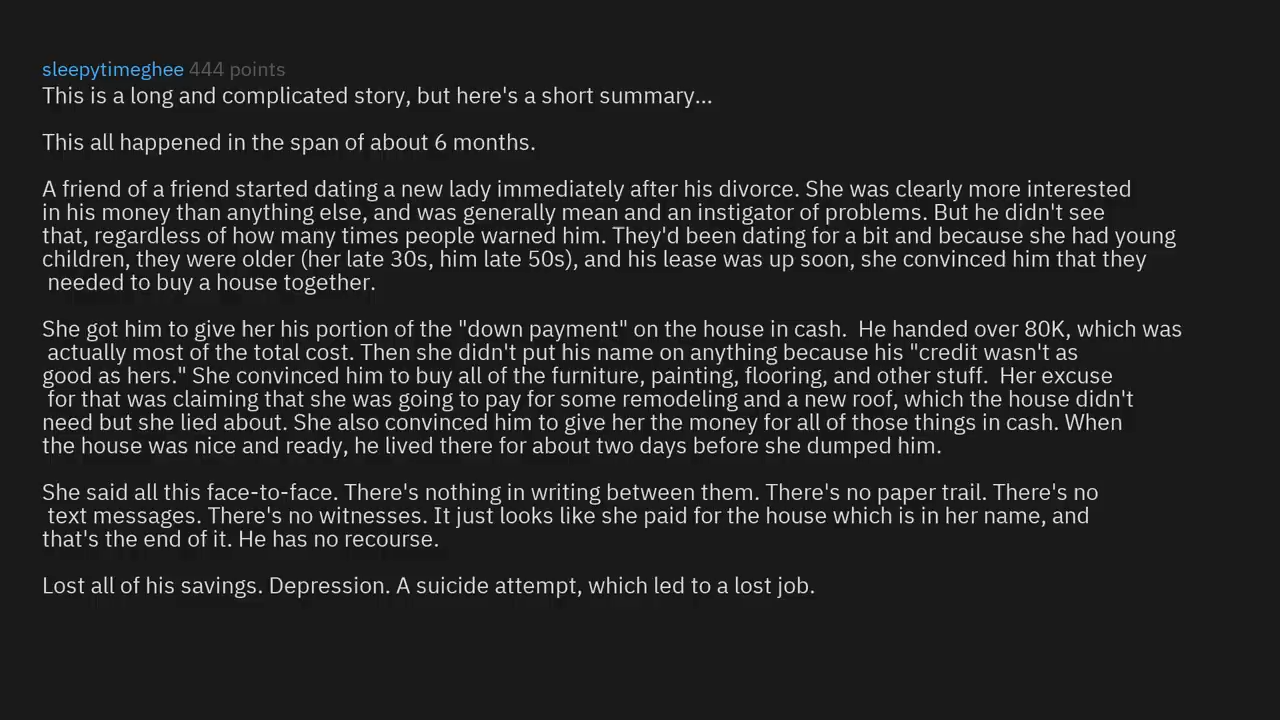 sleepytimeghee 444 points
This is a long and complicated story, but here's a short summary...
This all happened in the span of about 6 months.
A friend of a friend started dating a new lady immediately after his divorce. She was clearly more interested
in his money than anything else, and was generally mean and an instigator of problems. But he didn't see
that, regardless of how many times people warned him. They'd been dating for a bit and because she had young
children, they were older (her late 30s, him late 50s), and his lease was up soon, she convinced him that they
needed to buy a house together.
She got him to give her his portion of the "down payment" on the house in cash.  He handed over 80K, which was
actually most of the total cost. Then she didn't put his name on anything because his "credit wasn't as
good as hers." She convinced him to buy all of the furniture, painting, flooring, and other stuff.  Her excuse
for that was claiming that she was going to pay for some remodeling and a new roof, which the house didn't
need but she lied about. She also convinced him to give her the money for all of those things in cash. When
the house was nice and ready, he lived there for about two days before she dumped him.
She said all this face-to-face. There's nothing in writing between them. There's no paper trail. There's no
text messages. There's no witnesses. It just looks like she paid for the house which is in her name, and
that's the end of it. He has no recourse.
Lost all of his savings. Depression. A suicide attempt, which led to a lost job.